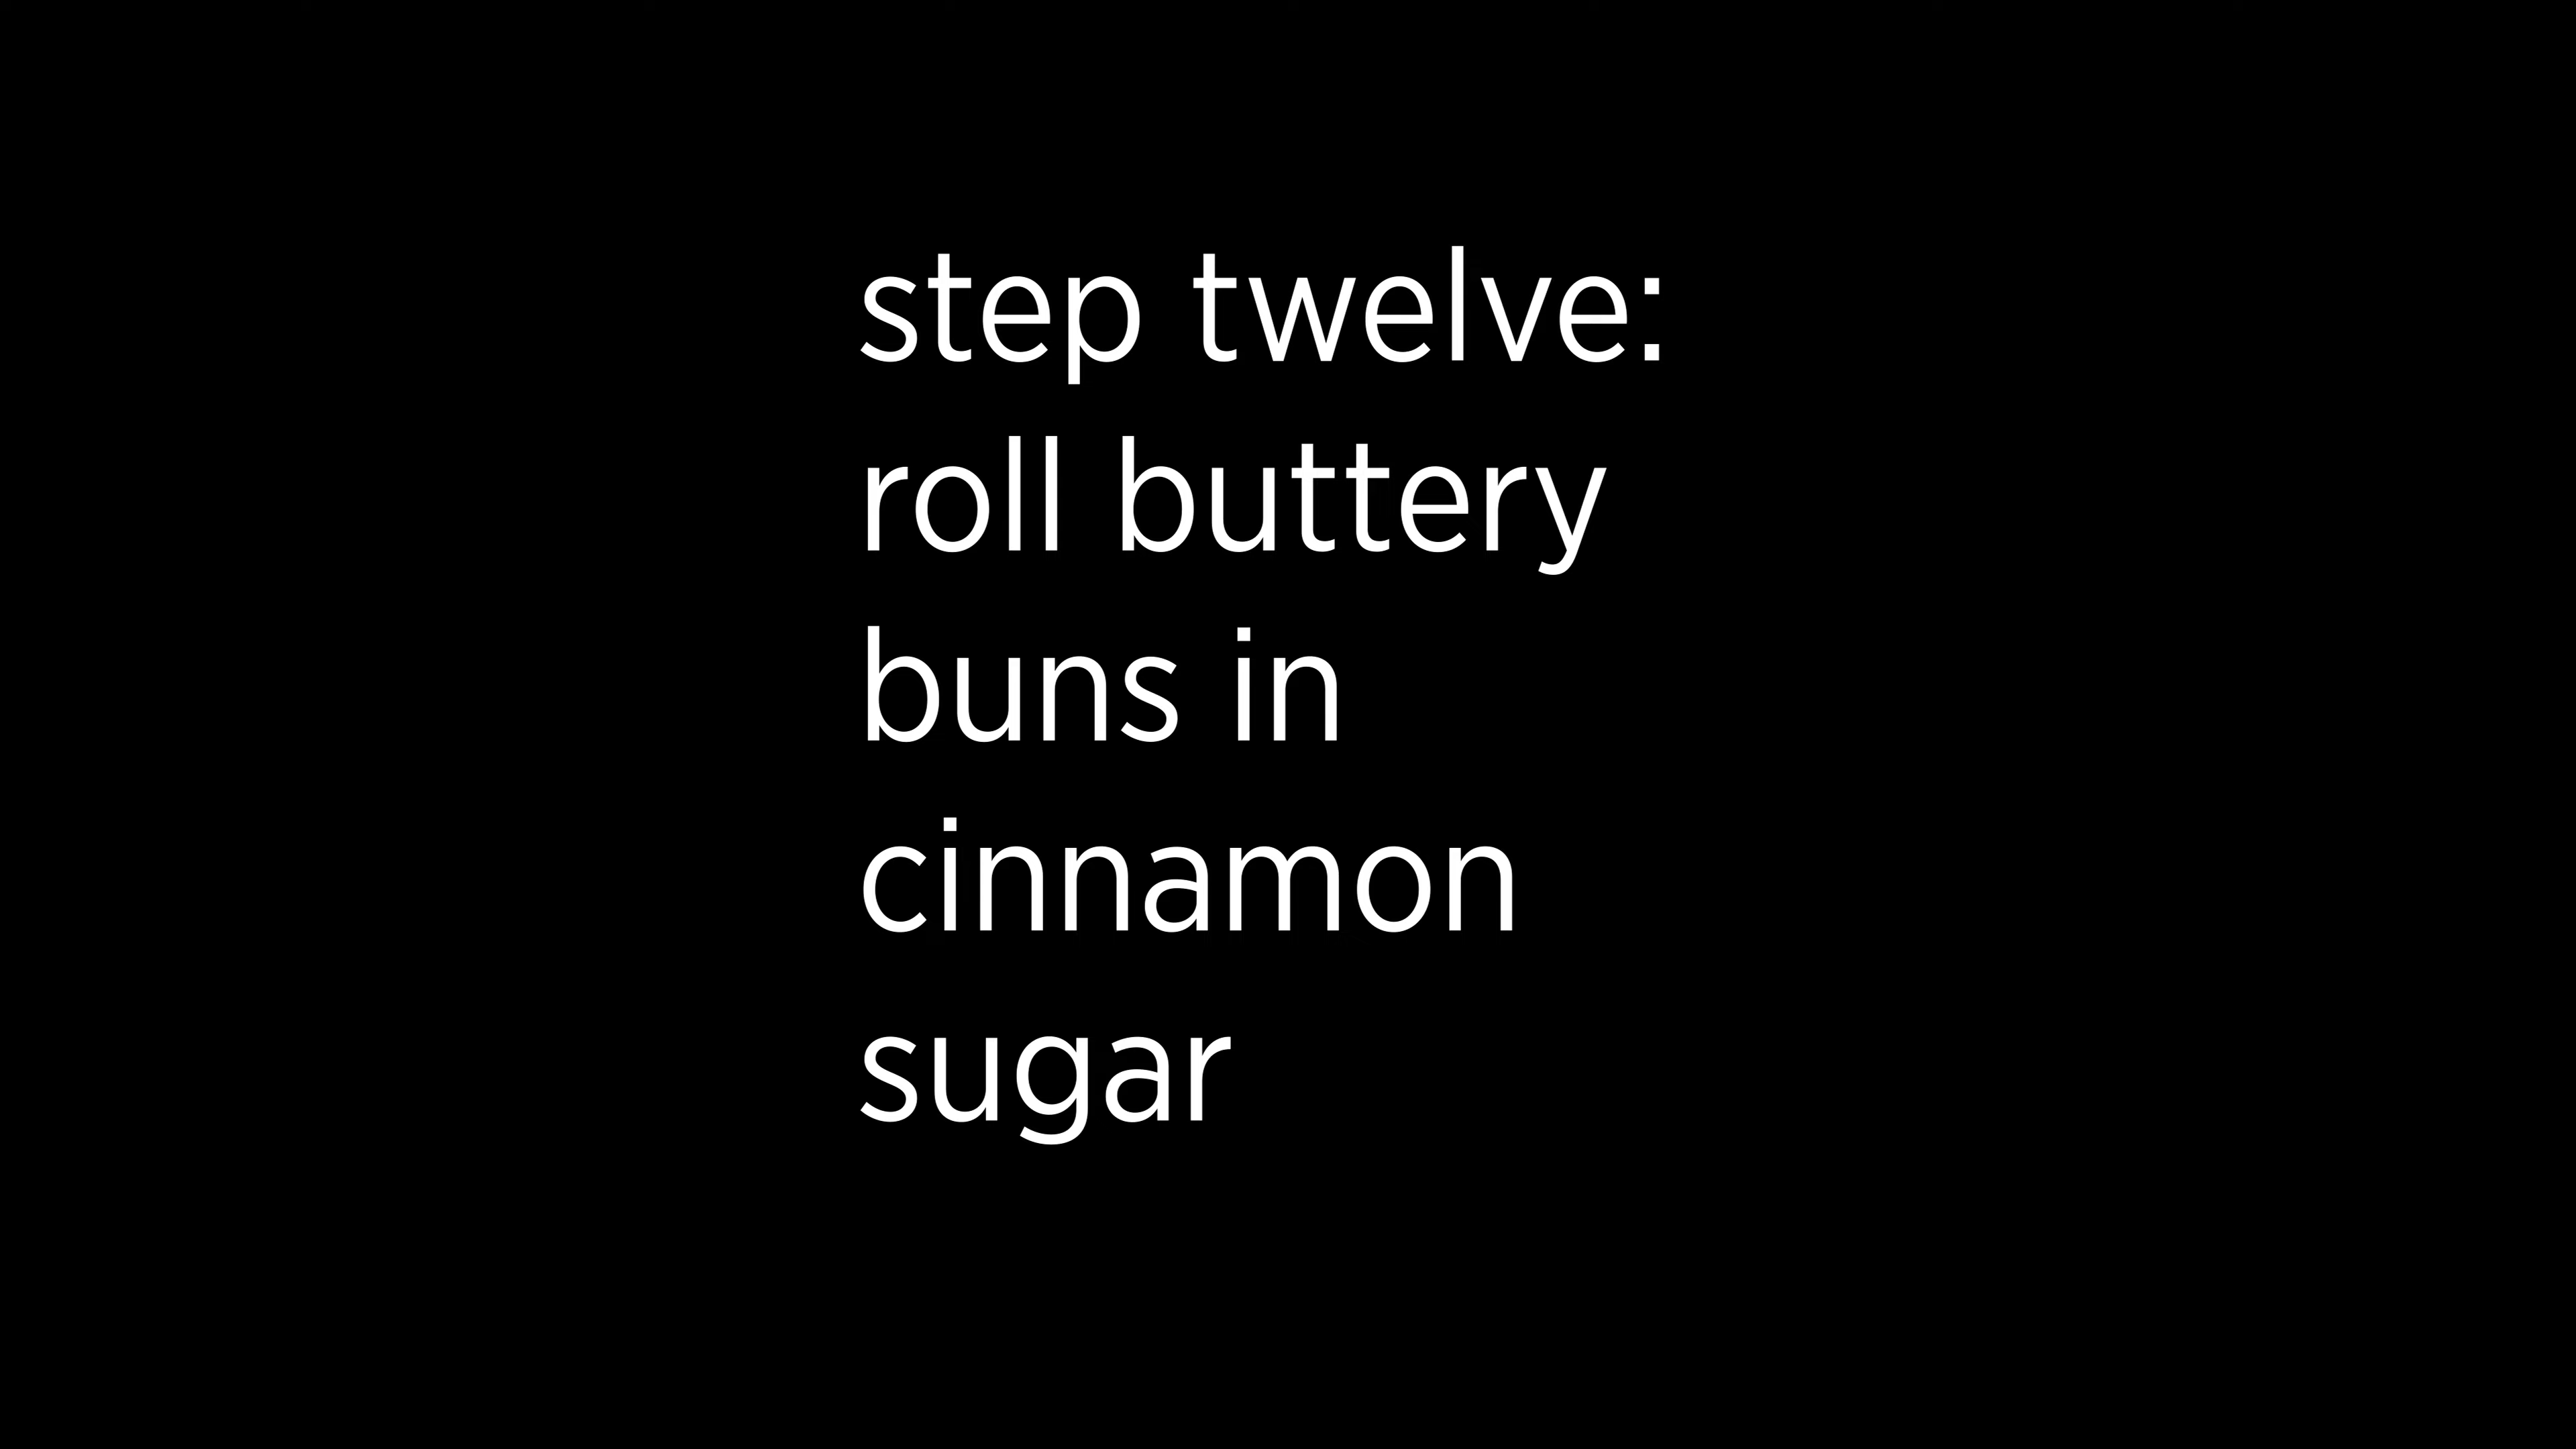 step twelve:
roll buttery
buns in
cinnamon
sugar